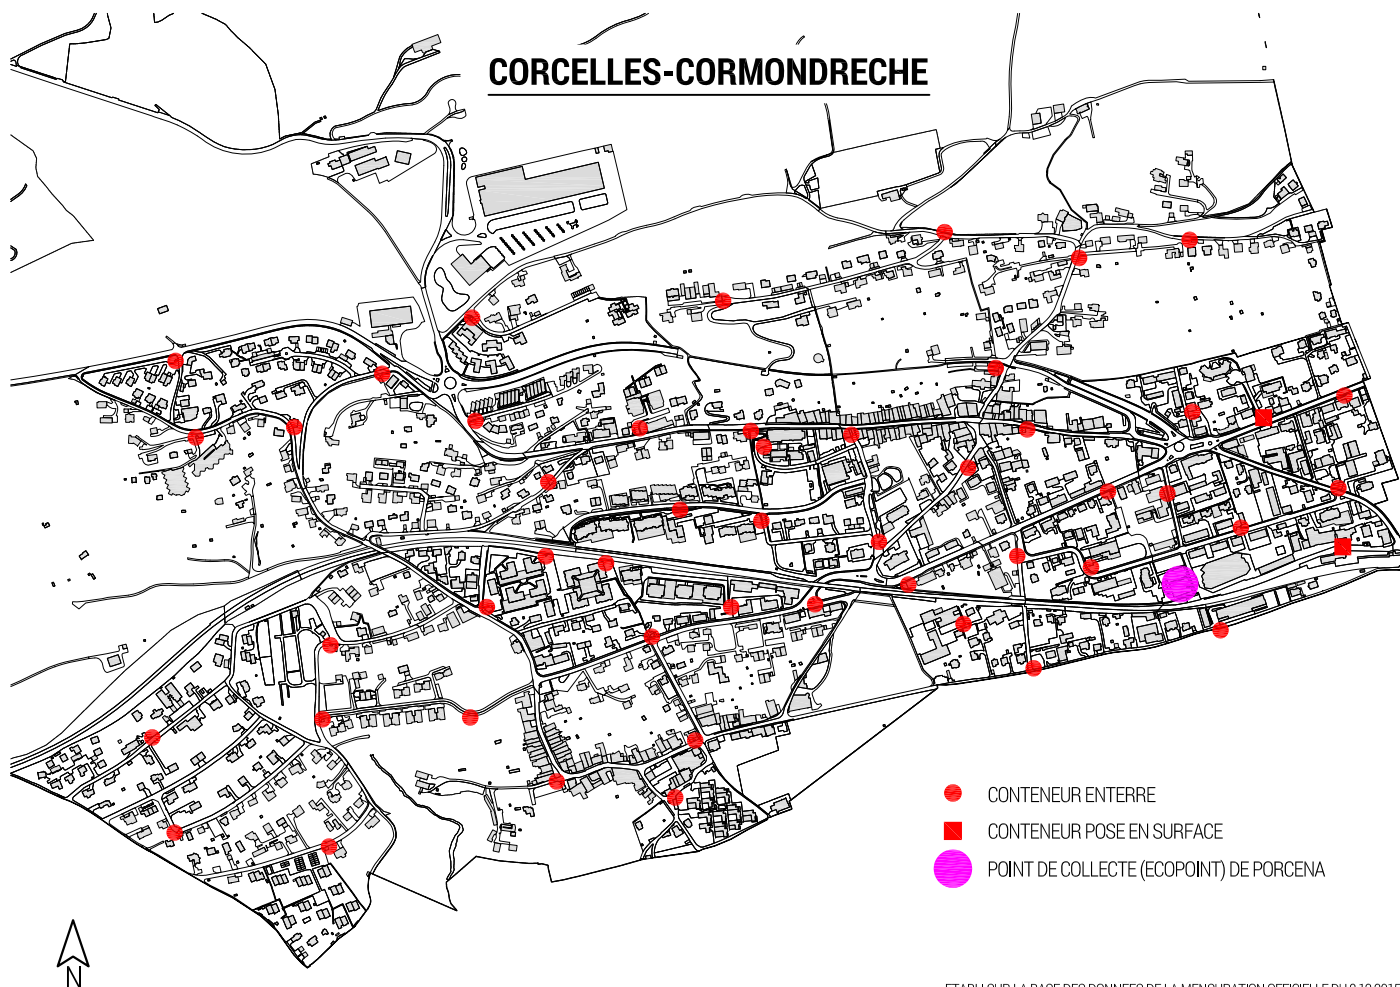 CORCELLES-CORMONDRECHE
CONTENEUR ENTERRE
CONTENEUR POSE EN SURFACE
POINT DE COLLECTE (ECOPOINT) DE PORCENA
N